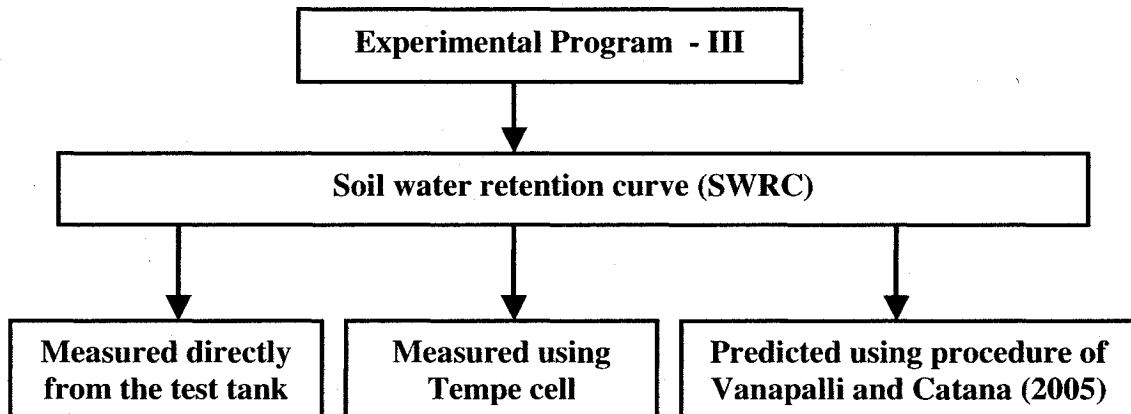 Experimental Program - III
Soil water retention curve (SWRC)
Measured directly
from the test tank
Measured using
Tempe cell
Predicted using procedure of
Vanapalli and Catana (2005)